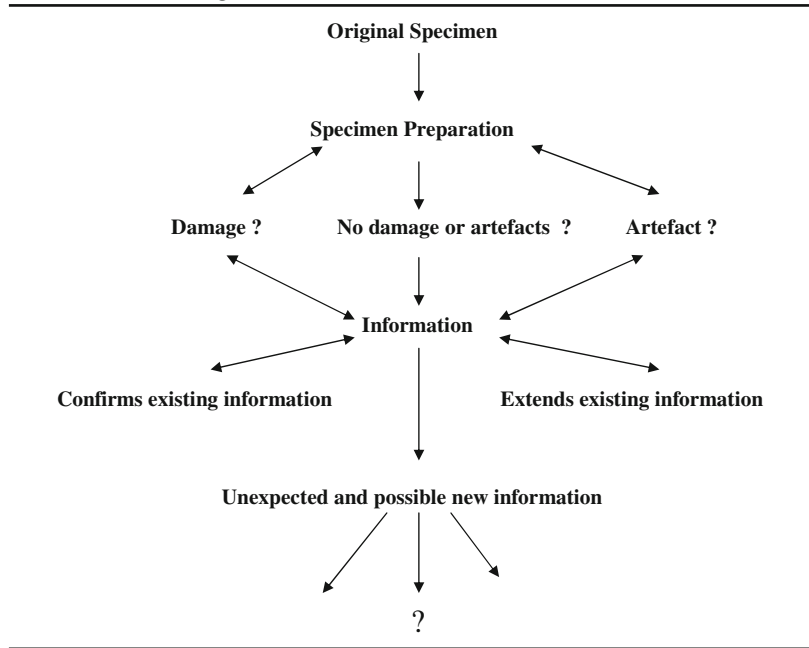 Original Specimen
Specimen Preparation
Damage ? No damage or artefacts ? Artefact ?
Information
Confirms existing information Extends existing information
Unexpected and possible new information
?